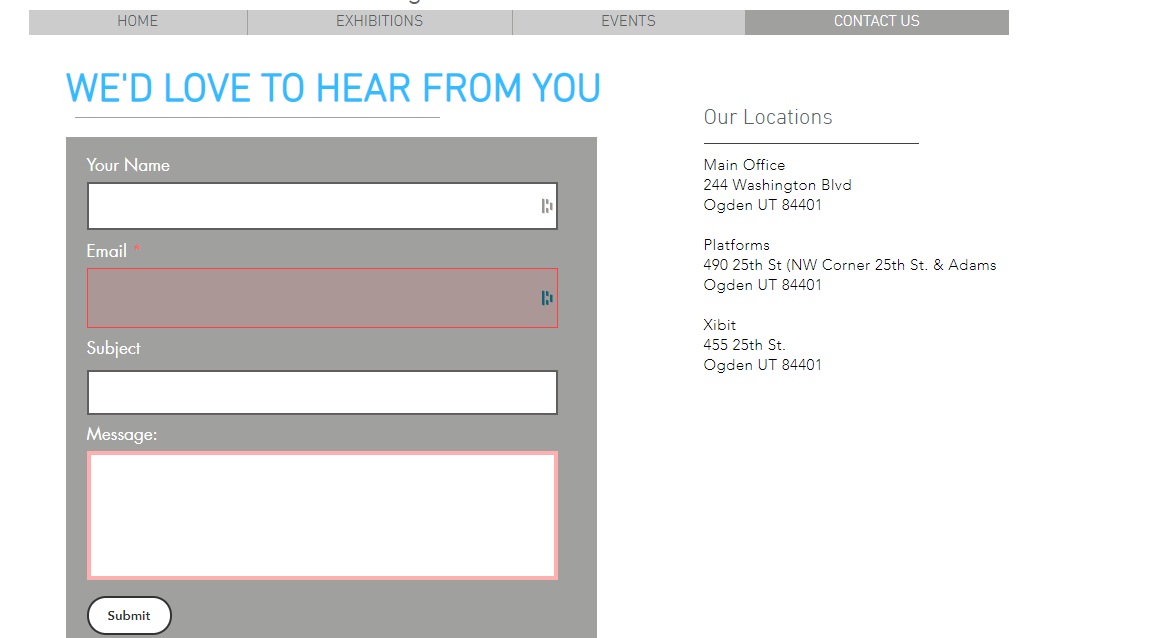 HOME EXHIBITIONS EVENTS CONTACT US
WE'D LOVE TO HEAR FROM YOU
Your Name
Email *
Subject
Message:
Submit
Our Locations
Main Office
244 Washington Blvd
Ogden UT 84401
Platforms
490 25th St (NW Corner 25th St. & Adams
Ogden UT 84401
Xibit
455 25th St.
Ogden UT 84401